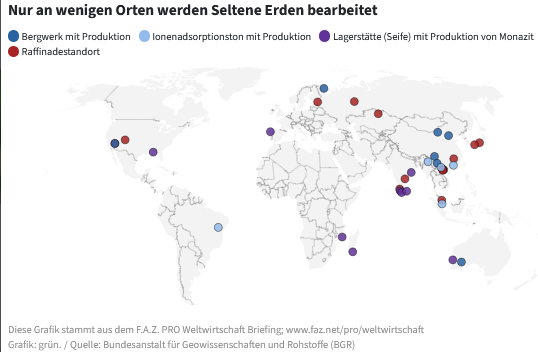 Nur an wenigen Orten werden Seltene Erden bearbeitet
Bergwerk mit Produktion Ionenadsorptionston mit Produktion Lagerstätte (Seife) mit Produktion von Monazit
Raffinadestandort
Diese Grafik stammt aus dem F.A.Z. PRO Weltwirtschaft Briefing; www.faz.net/pro/weltwirtschaft
Grafik: grün. / Quelle: Bundesanstalt für Geowissenschaften und Rohstoffe (BGR)